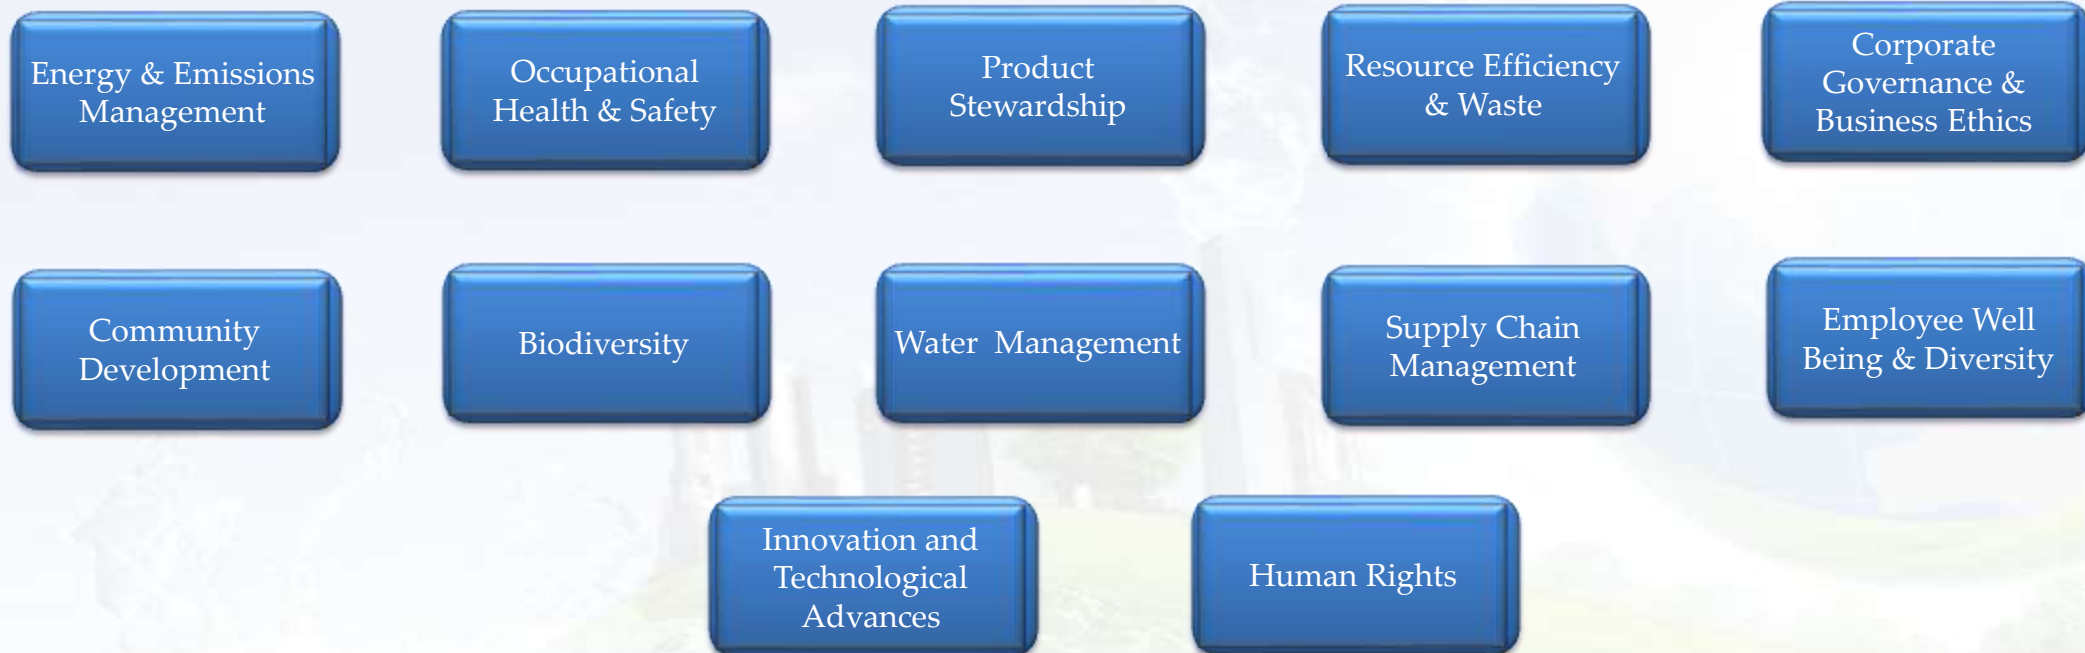 Energy & Emissions
Management
Occupational
Health & Safety
Product
Stewardship
Resource Efficiency
& Waste
Corporate
Governance &
Business Ethics
Community
Development
Biodiversity
Water  Management
Supply Chain
Management
Employee Well
Being & Diversity
Innovation and
Technological
Advances
Human Rights